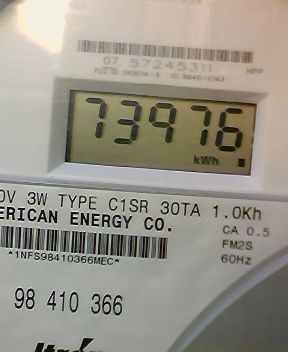 07 57245311
73976
kWh
0V 3W TYPE C1SR 30TA 1.0Kh
ERICAN ENERGY CO.
CA 0.5
FM2S
*1NFS98410366MEC*
60Hz
98 410 366
Itrón